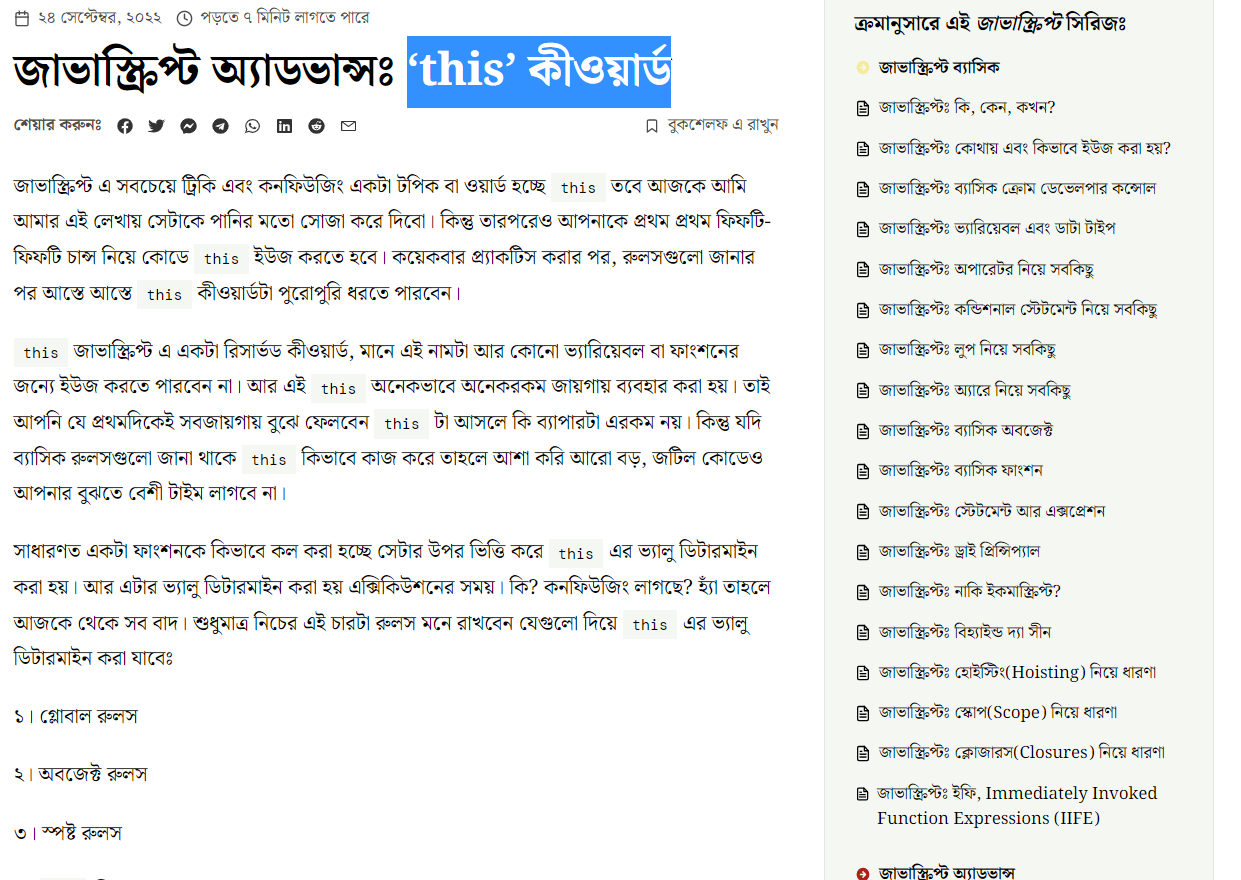 ২৪ সেপ্টেম্বর, ২০২২ পড়তে ৭ মিনিট লাগতে পারে
জাভাস্ক্রিপ্ট অ্যাডভান্সঃ ‘this’ কীওয়ার্ড
শেয়ার করুনঃ
বুকশেলফ এ রাখুন
জাভাস্ক্রিপ্ট এ সবচেয়ে ট্রিকি এবং কনফিউজিং একটা টপিক বা ওয়ার্ড হচ্ছে this তবে আজকে আমি
আমার এই লেখায় সেটাকে পানির মতো সোজা করে দিবো। কিন্তু তারপরেও আপনাকে প্রথম প্রথম ফিফটি-
ফিফটি চান্স নিয়ে কোডে this ইউজ করতে হবে। কয়েকবার প্র্যাকটিস করার পর, রুলসগুলো জানার
পর আস্তে আস্তে this কীওয়ার্ডটা পুরোপুরি ধরতে পারবেন।
this জাভাস্ক্রিপ্ট এ একটা রিসার্ভড কীওয়ার্ড, মানে এই নামটা আর কোনো ভ্যারিয়েবল বা ফাংশনের
জন্যে ইউজ করতে পারবেন না। আর এই this অনেকভাবে অনেকরকম জায়গায় ব্যবহার করা হয়। তাই
আপনি যে প্রথমদিকেই সবজায়গায় বুঝে ফেলবেন this টা আসলে কি ব্যাপারটা এরকম নয়। কিন্তু যদি
ব্যাসিক রুলসগুলো জানা থাকে this কিভাবে কাজ করে তাহলে আশা করি আরো বড়, জটিল কোডেও
আপনার বুঝতে বেশী টাইম লাগবে না।
সাধারণত একটা ফাংশনকে কিভাবে কল করা হচ্ছে সেটার উপর ভিত্তি করে this এর ভ্যালু ডিটারমাইন
করা হয়। আর এটার ভ্যালু ডিটারমাইন করা হয় এক্সিকিউশনের সময়। কি? কনফিউজিং লাগছে? হ্যাঁ তাহলে
আজকে থেকে সব বাদ। শুধুমাত্র নিচের এই চারটা রুলস মনে রাখবেন যেগুলো দিয়ে this এর ভ্যালু
ডিটারমাইন করা যাবেঃ
১। গ্লোবাল রুলস
২। অবজেক্ট রুলস
৩। স্পষ্ট রুলস
ক্রমানুসারে এই জাভাস্ক্রিপ্ট সিরিজঃ
জাভাস্ক্রিপ্ট ব্যাসিক
জাভাস্ক্রিপ্টঃ কি, কেন, কখন?
জাভাস্ক্রিপ্টঃ কোথায় এবং কিভাবে ইউজ করা হয়?
জাভাস্ক্রিপ্টঃ ব্যাসিক ক্রোম ডেভেলপার কন্সোল
জাভাস্ক্রিপ্টঃ ভ্যারিয়েবল এবং ডাটা টাইপ
জাভাস্ক্রিপ্টঃ অপারেটর নিয়ে সবকিছু
জাভাস্ক্রিপ্টঃ কন্ডিশনাল স্টেটমেন্ট নিয়ে সবকিছু
জাভাস্ক্রিপ্টঃ লুপ নিয়ে সবকিছু
জাভাস্ক্রিপ্টঃ অ্যারে নিয়ে সবকিছু
জাভাস্ক্রিপ্টঃ ব্যাসিক অবজেক্ট
জাভাস্ক্রিপ্টঃ ব্যাসিক ফাংশন
জাভাস্ক্রিপ্টঃ স্টেটমেন্ট আর এক্সপ্রেশন
জাভাস্ক্রিপ্টঃ ড্রাই প্রিন্সিপ্যাল
জাভাস্ক্রিপ্টঃ নাকি ইকমাস্ক্রিপ্ট?
জাভাস্ক্রিপ্টঃ বিহ্যাইন্ড দ্যা সীন
জাভাস্ক্রিপ্টঃ হোইস্টিং(Hoisting) নিয়ে ধারণা
জাভাস্ক্রিপ্টঃ স্কোপ(Scope) নিয়ে ধারণা
জাভাস্ক্রিপ্টঃ ক্লোজারস(Closures) নিয়ে ধারণা
জাভাস্ক্রিপ্টঃ ইফি, Immediately Invoked
Function Expressions (IIFE)
জাভাস্ক্রিপ্ট অ্যাডভান্স